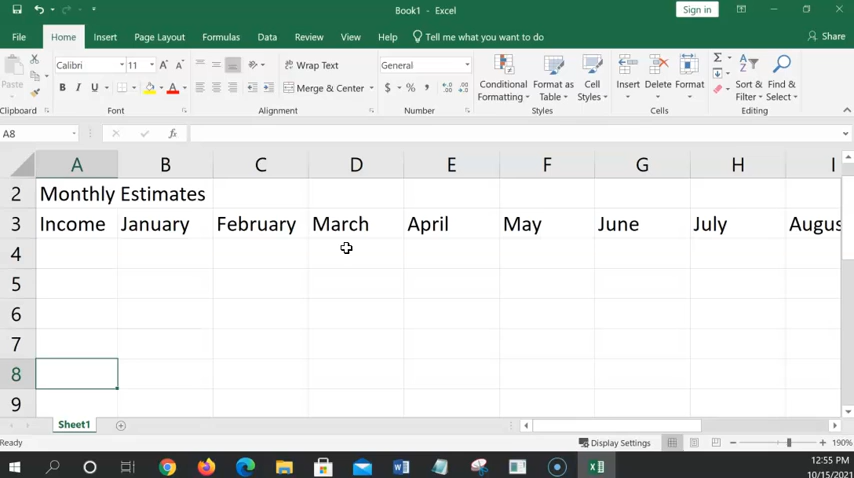 Book1 - Excel
Sign in
File Home Insert Page Layout Formulas Data Review View Help Tell me what you want to do Share
Paste
Calibri 11 A A
Wrap Text
General
B I U A
Merge & Center
$ % ,
Conditional Formatting
Format as Table
Cell Styles
Insert
Delete
Format
Sort & Filter
Find & Select
Clipboard Font Alignment Number Styles Cells Editing
A8 fx
A B C D E F G H I
2 Monthly Estimates
3 Income January February March April May June July Augus
4
5
6
7
8
9
Sheet1
Ready Display Settings 190%
12:55 PM
10/15/2021